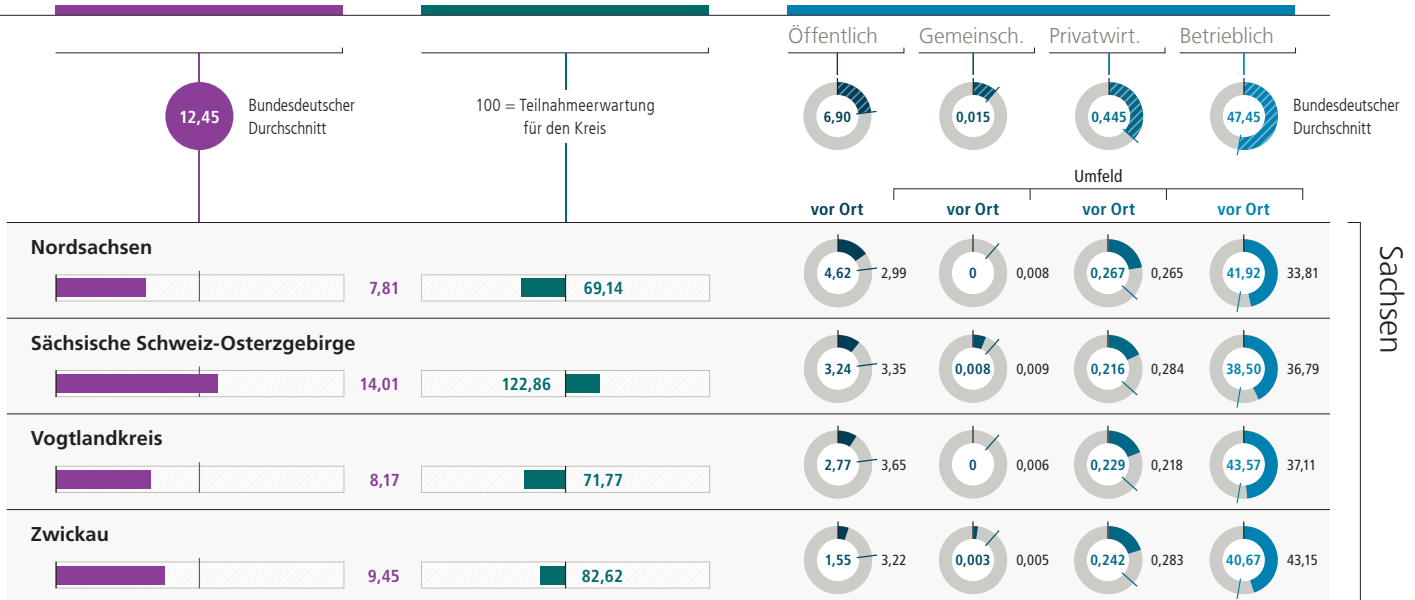 Öffentlich Gemeinsch. Privatwirt. Betrieblich
12,45 Bundesdeutscher Durchschnitt
100 = Teilnahmeerwartung für den Kreis
6,90 0,015 0,445 47,45 Bundesdeutscher Durchschnitt
Umfeld
vor Ort vor Ort vor Ort vor Ort
Sachsen
Nordsachsen
7,81 69,14 4,62 2,99 0 0,008 0,267 0,265 41,92 33,81
Sächsische Schweiz-Osterzgebirge
14,01 122,86 3,24 3,35 0,008 0,009 0,216 0,284 38,50 36,79
Vogtlandkreis
8,17 71,77 2,77 3,65 0 0,006 0,229 0,218 43,57 37,11
Zwickau
9,45 82,62 1,55 3,22 0,003 0,005 0,242 0,283 40,67 43,15